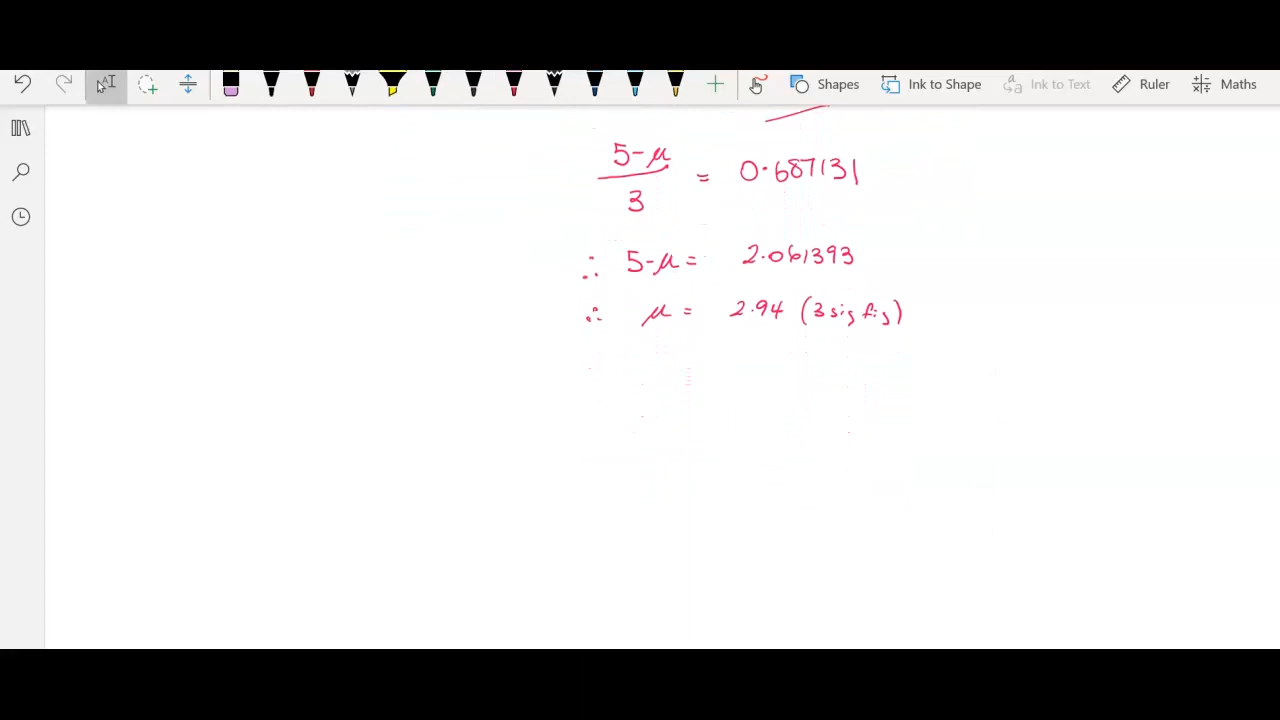 Shapes Ink to Shape Ink to Text Ruler Maths
5-μ
3
= 0.687131
∴ 5-μ = 2.061393
∴ μ = 2.94 (3 sig fig)